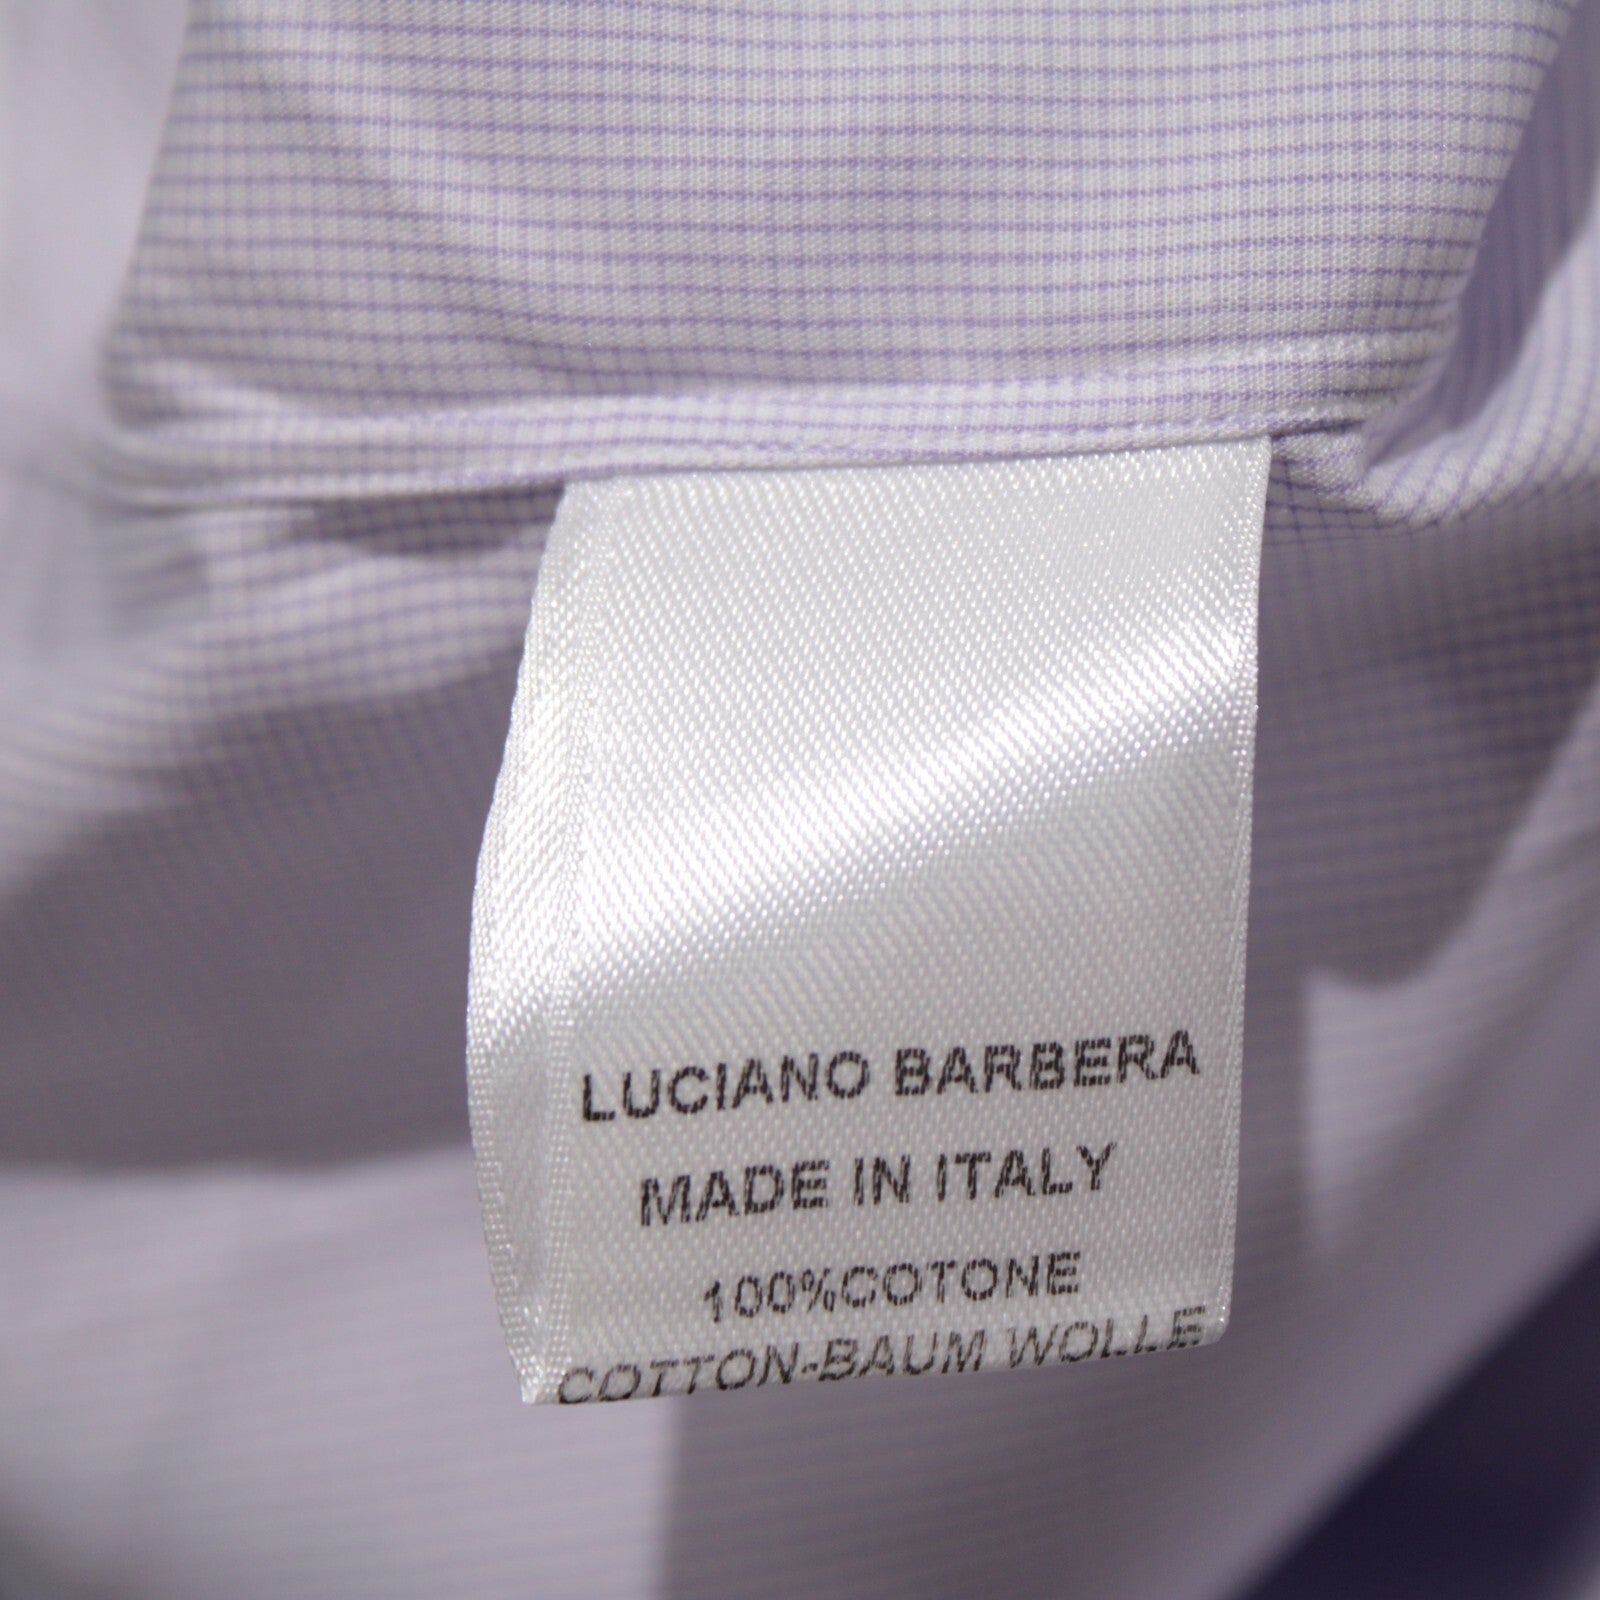 LUCIANO BARBERA
MADE IN ITALY
100%COTONE
COTTON-BAUM WOLLE